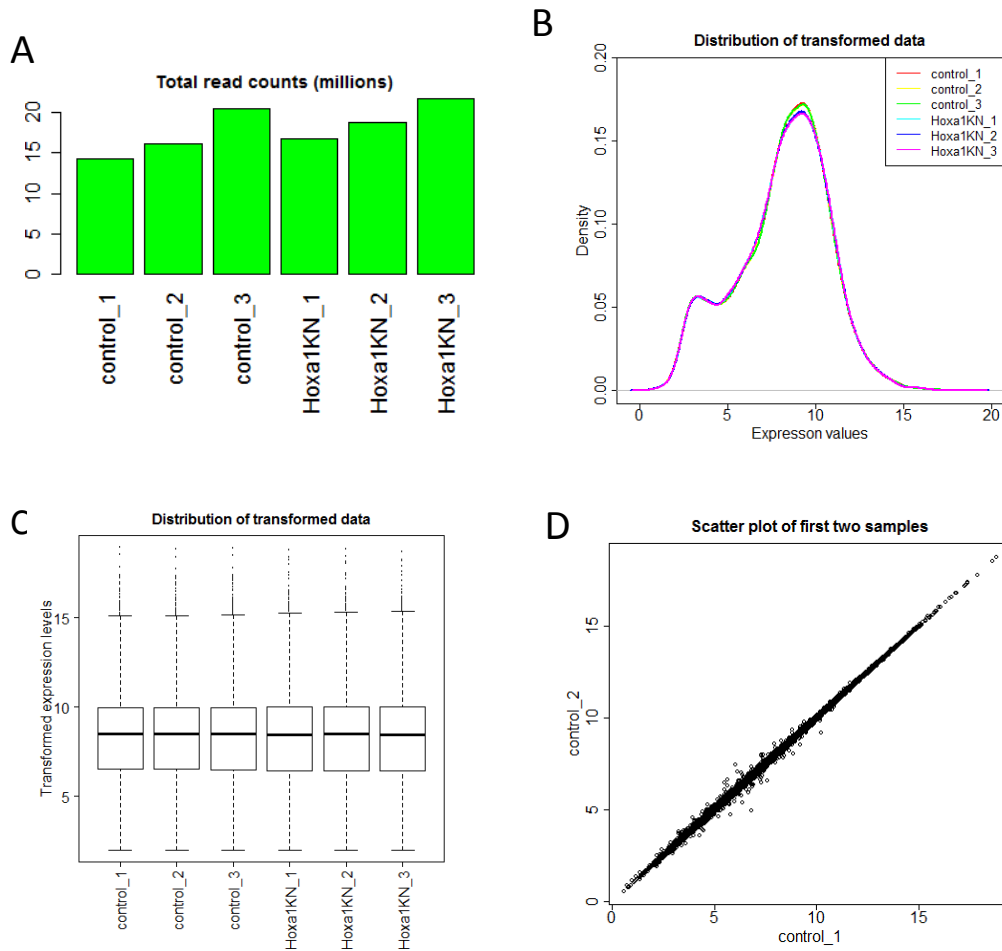 A
Total read counts (millions)
20
15
10
5
0
control_1
control_2
control_3
Hoxa1KN_1
Hoxa1KN_2
Hoxa1KN_3
B
Distribution of transformed data
0.20
0.15
0.10
0.05
0.00
Density
control_1
control_2
control_3
Hoxa1KN_1
Hoxa1KN_2
Hoxa1KN_3
0 5 10 15 20
Expresson values
C
Distribution of transformed data
Transformed expression levels
15
10
5
control_1
control_2
control_3
Hoxa1KN_1
Hoxa1KN_2
Hoxa1KN_3
D
Scatter plot of first two samples
control_2
15
10
5
0
0 5 10 15
control_1